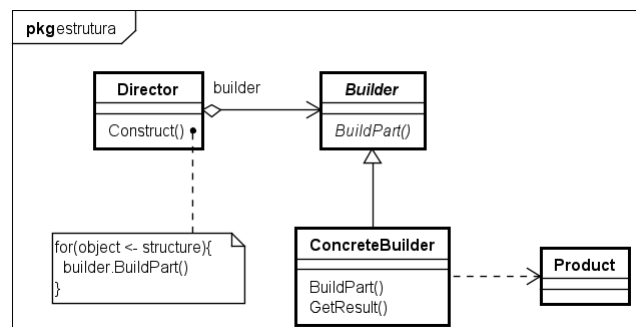 pkg estrutura
Director
builder
Builder
Construct()
BuildPart()
for(object <- structure){
builder.BuildPart()
}
ConcreteBuilder
BuildPart()
GetResult()
Product